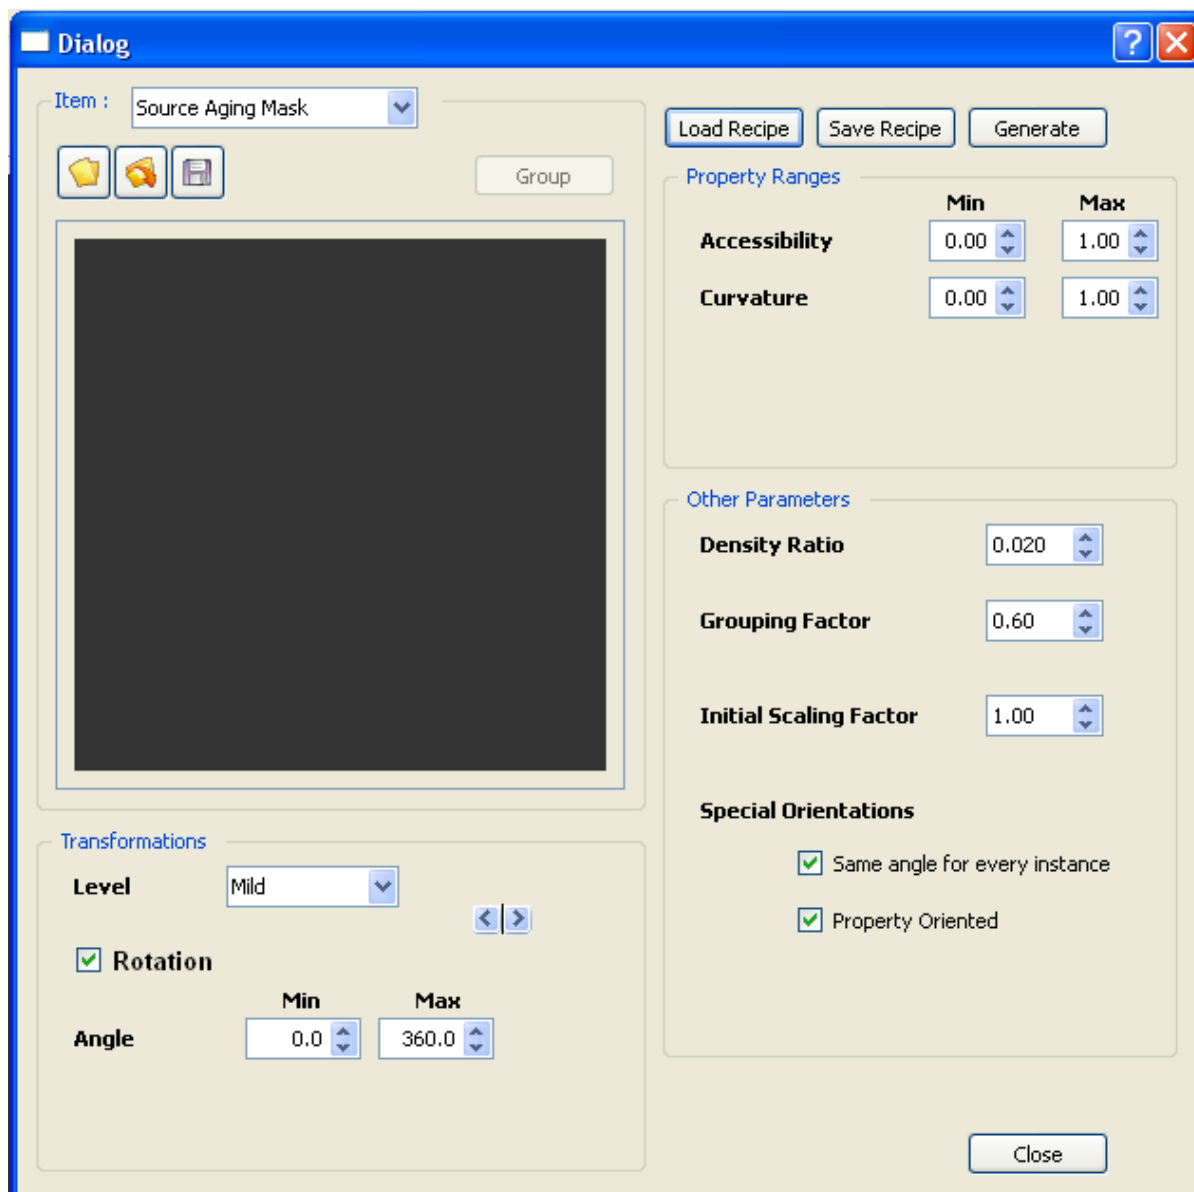 Dialog
Item :
Source Aging Mask
Group
Load Recipe
Save Recipe
Generate
Property Ranges
Min Max
Accessibility 0.00 1.00
Curvature 0.00 1.00
Other Parameters
Density Ratio 0.020
Grouping Factor 0.60
Initial Scaling Factor 1.00
Special Orientations
Same angle for every instance
Property Oriented
Transformations
Level Mild
Rotation
Min Max
Angle 0.0 360.0
Close